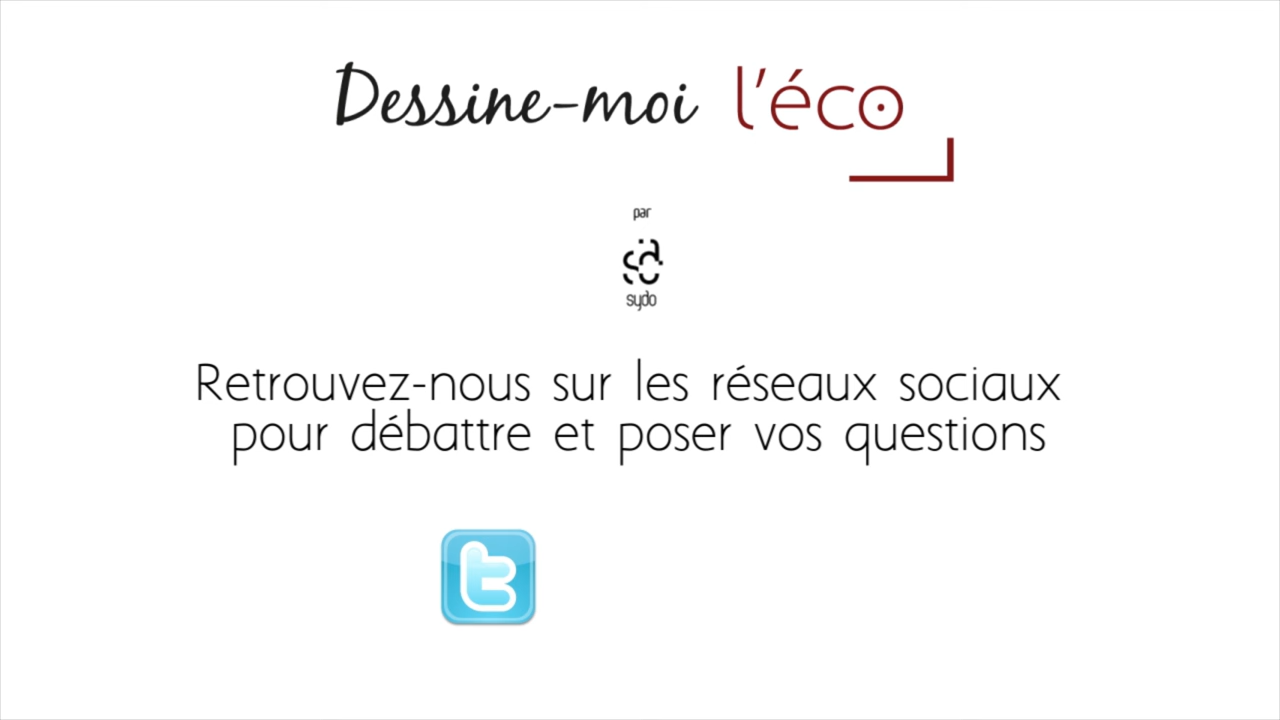 Dessine-moi l'éco
par
sydo
Retrouvez-nous sur les réseaux sociaux
pour débattre et poser vos questions